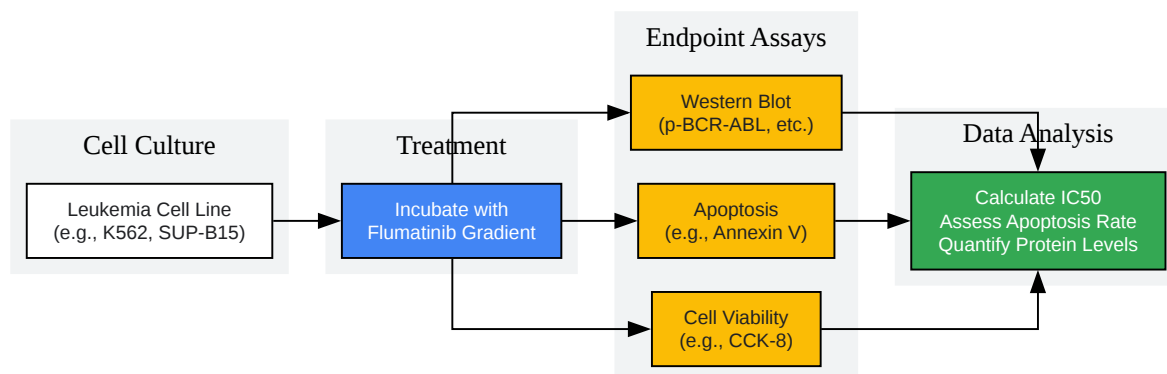 Cell Culture
Leukemia Cell Line
(e.g., K562, SUP-B15)
Treatment
Incubate with
Flumatinib Gradient
Endpoint Assays
Western Blot
(p-BCR-ABL, etc.)
Apoptosis
(e.g., Annexin V)
Cell Viability
(e.g., CCK-8)
Data Analysis
Calculate IC50
Assess Apoptosis Rate
Quantify Protein Levels